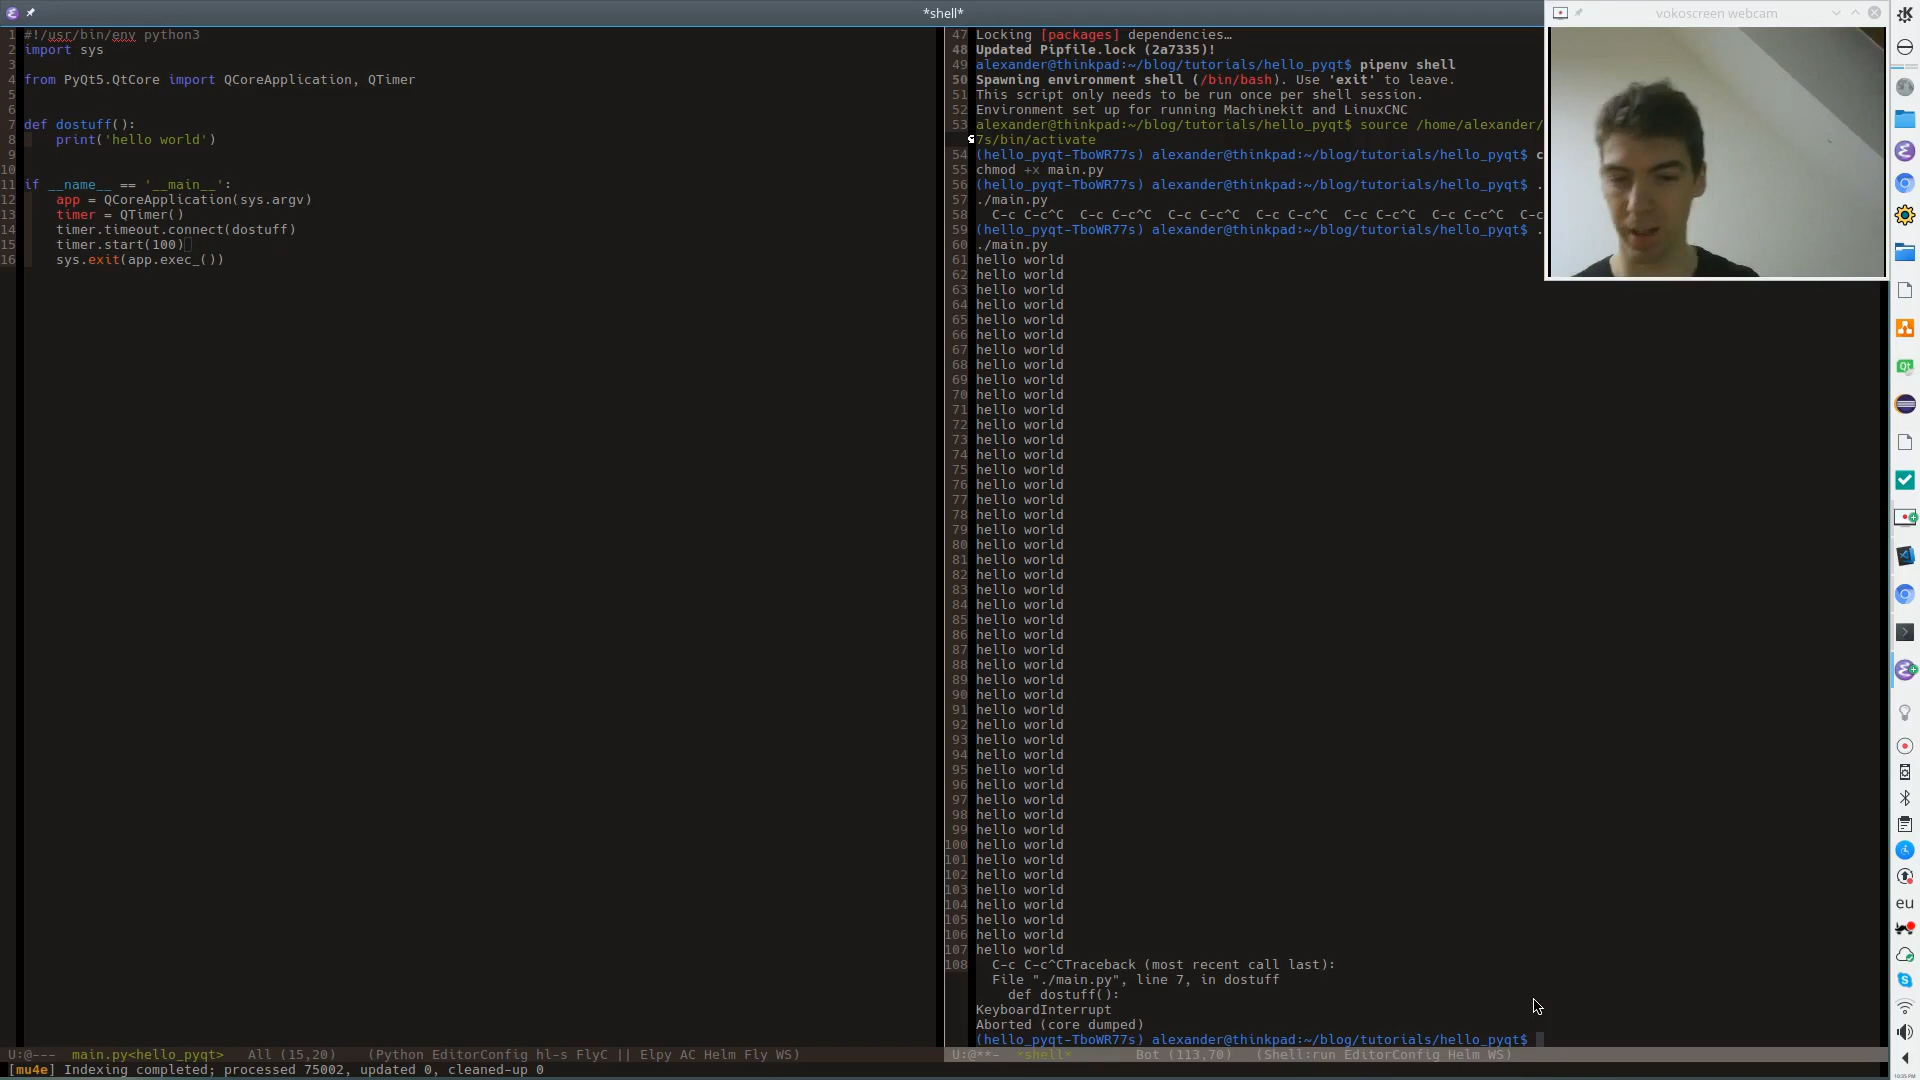 *shell*
vokoscreen webcam
1 #!/usr/bin/env python3
2 import sys
3
4 from PyQt5.QtCore import QCoreApplication, QTimer
5
6
7 def dostuff():
8 print('hello world')
9
10
11 if __name__ == '__main__':
12 app = QCoreApplication(sys.argv)
13 timer = QTimer()
14 timer.timeout.connect(dostuff)
15 timer.start(100)
16 sys.exit(app.exec_())
47 Locking [packages] dependencies…
48 Updated Pipfile.lock (2a7335)!
49 alexander@thinkpad:~/blog/tutorials/hello_pyqt$ pipenv shell
50 Spawning environment shell (/bin/bash). Use 'exit' to leave.
51 This script only needs to be run once per shell session.
52 Environment set up for running Machinekit and LinuxCNC
53 alexander@thinkpad:~/blog/tutorials/hello_pyqt$ source /home/alexander/
7s/bin/activate
54 (hello_pyqt-TboWR77s) alexander@thinkpad:~/blog/tutorials/hello_pyqt$ c
55 chmod +x main.py
56 (hello_pyqt-TboWR77s) alexander@thinkpad:~/blog/tutorials/hello_pyqt$ .
57 ./main.py
58 C-c C-c^C C-c C-c^C C-c C-c^C C-c C-c^C C-c C-c^C C-c C-c^C C-c
59 (hello_pyqt-TboWR77s) alexander@thinkpad:~/blog/tutorials/hello_pyqt$ .
60 ./main.py
61 hello world
62 hello world
63 hello world
64 hello world
65 hello world
66 hello world
67 hello world
68 hello world
69 hello world
70 hello world
71 hello world
72 hello world
73 hello world
74 hello world
75 hello world
76 hello world
77 hello world
78 hello world
79 hello world
80 hello world
81 hello world
82 hello world
83 hello world
84 hello world
85 hello world
86 hello world
87 hello world
88 hello world
89 hello world
90 hello world
91 hello world
92 hello world
93 hello world
94 hello world
95 hello world
96 hello world
97 hello world
98 hello world
99 hello world
100 hello world
101 hello world
102 hello world
103 hello world
104 hello world
105 hello world
106 hello world
107 hello world
108 C-c C-c^CTraceback (most recent call last):
File "./main.py", line 7, in dostuff
def dostuff():
KeyboardInterrupt
Aborted (core dumped)
(hello_pyqt-TboWR77s) alexander@thinkpad:~/blog/tutorials/hello_pyqt$
U:@--- main.py<hello_pyqt> All (15,20) (Python EditorConfig hl-s FlyC || Elpy AC Helm Fly WS)
U:@**- *shell* Bot (113,70) (Shell:run EditorConfig Helm WS)
[mu4e] Indexing completed; processed 75002, updated 0, cleaned-up 0
Qt
eu
10:35 PM